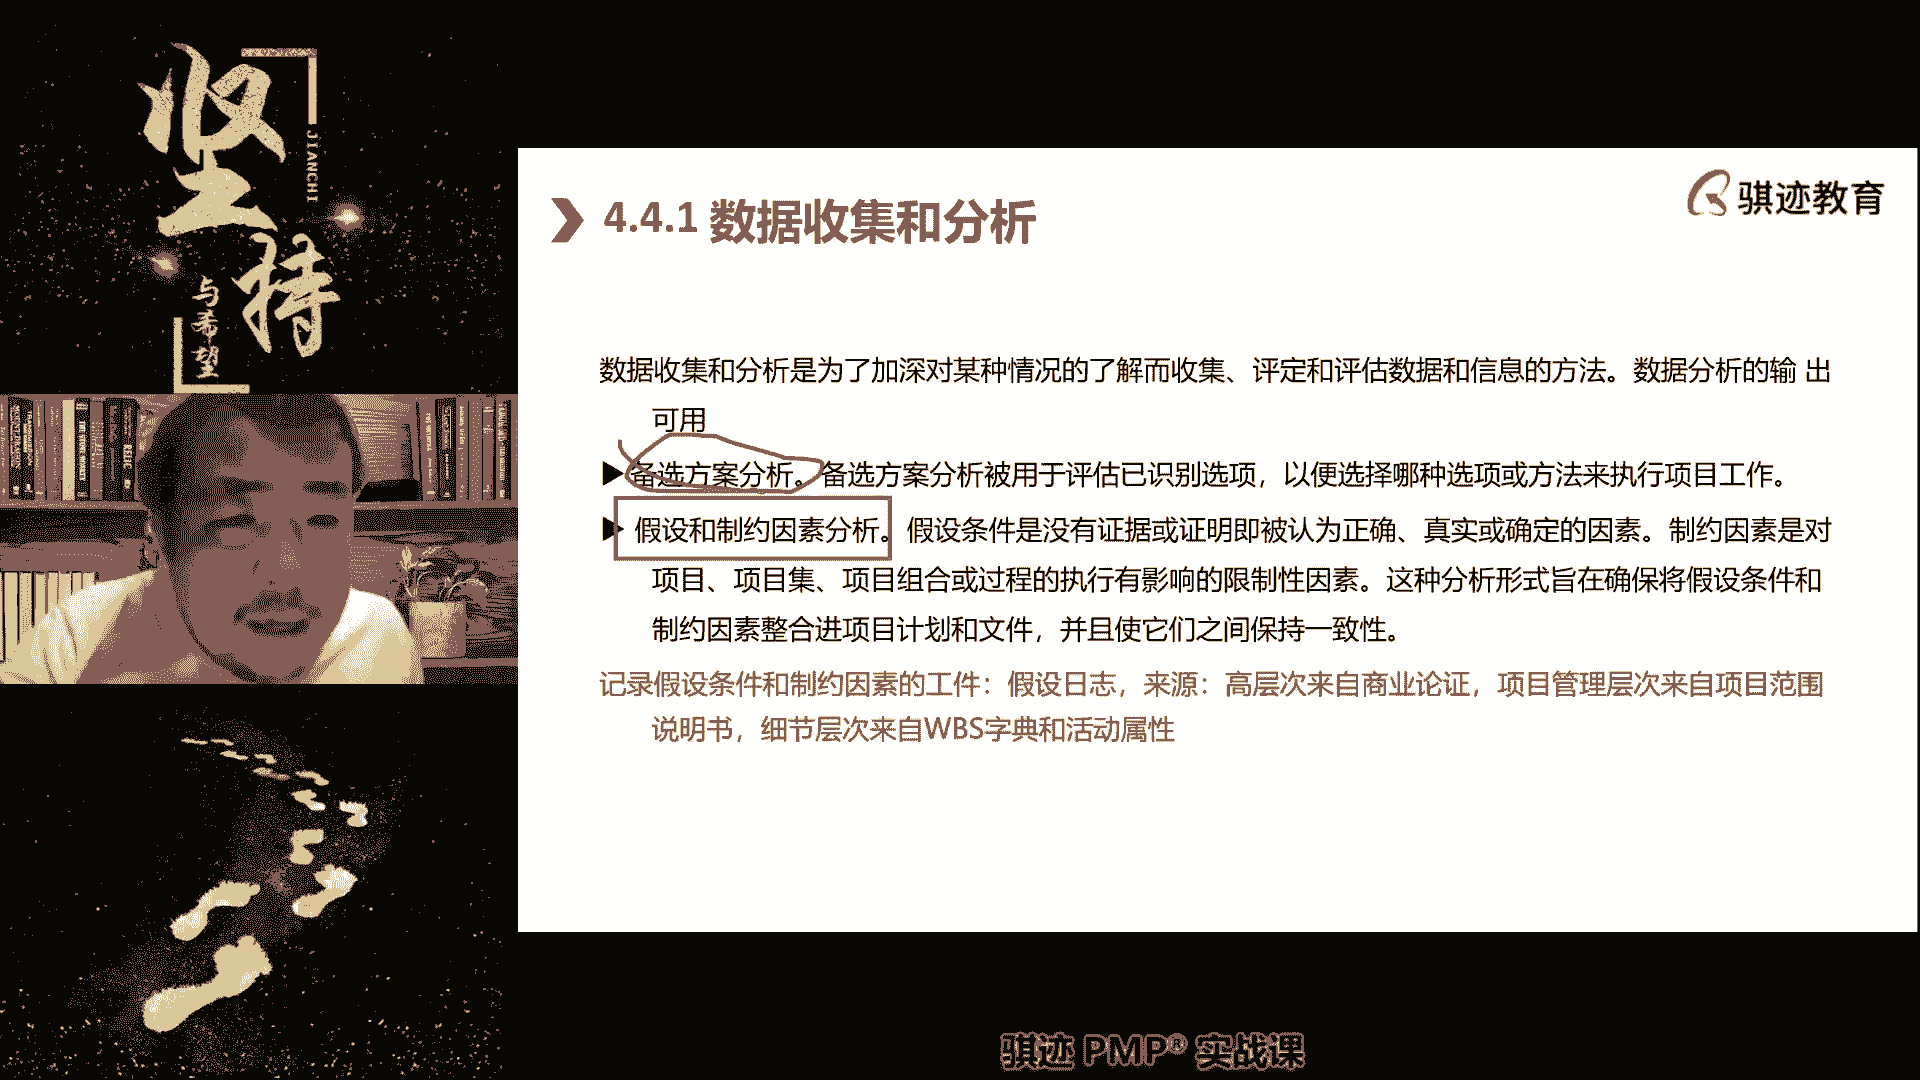 坚持
JIANCHI
与希望
骐迹教育
4.4.1 数据收集和分析
数据收集和分析是为了加深对某种情况的了解而收集、评定和评估数据和信息的方法。数据分析的输 出
可用
备选方案分析。备选方案分析被用于评估已识别选项，以便选择哪种选项或方法来执行项目工作。
假设和制约因素分析。假设条件是没有证据或证明即被认为正确、真实或确定的因素。制约因素是对
项目、项目集、项目组合或过程的执行有影响的限制性因素。这种分析形式旨在确保将假设条件和
制约因素整合进项目计划和文件，并且使它们之间保持一致性。
记录假设条件和制约因素的工件：假设日志，来源：高层次来自商业论证，项目管理层次来自项目范围
说明书，细节层次来自WBS字典和活动属性
骐迹 PMP® 实战课